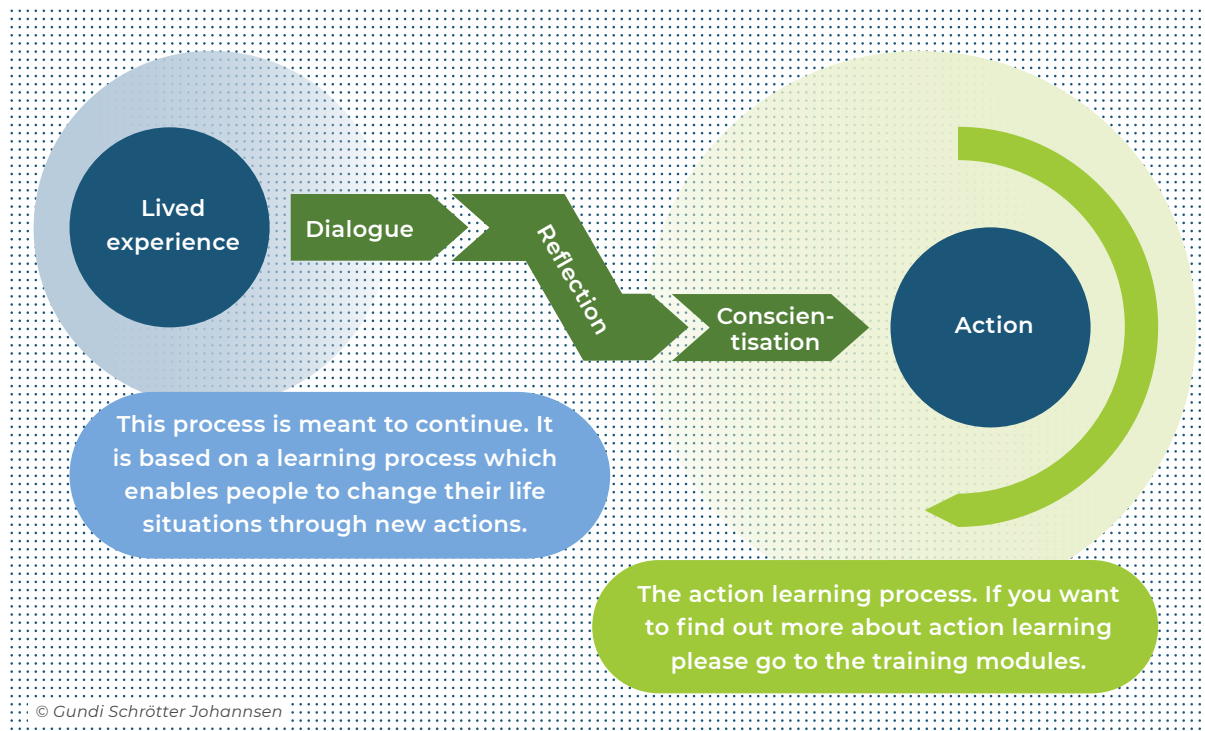 Lived
experience
Dialogue
Reflection
Conscien-
tisation
Action
This process is meant to continue. It
is based on a learning process which
enables people to change their life
situations through new actions.
The action learning process. If you want
to find out more about action learning
please go to the training modules.
© Gundi Schrötter Johannsen